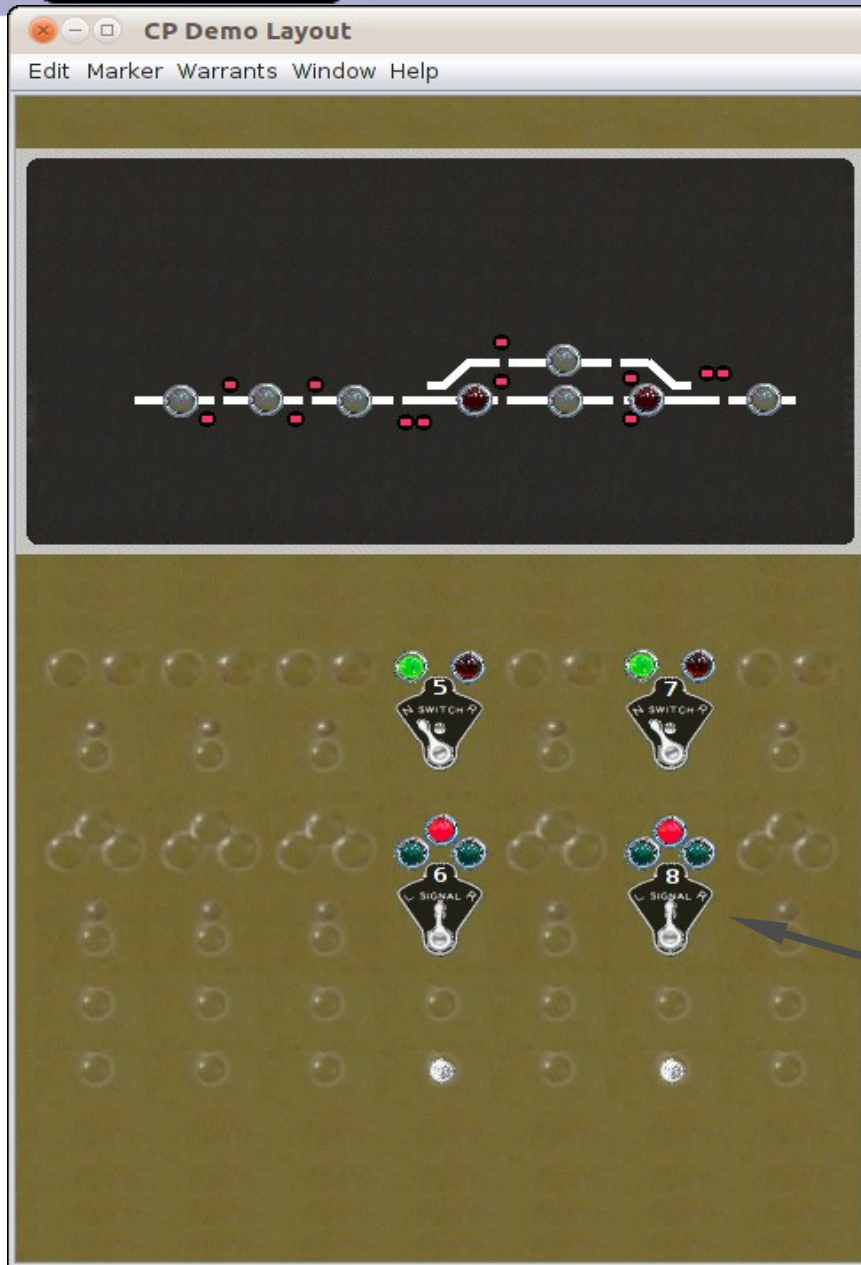 CP Demo Layout
Edit Marker Warrants Window Help
5 7
N SWITCH R N SWITCH R
6 8
L SIGNAL R L SIGNAL R